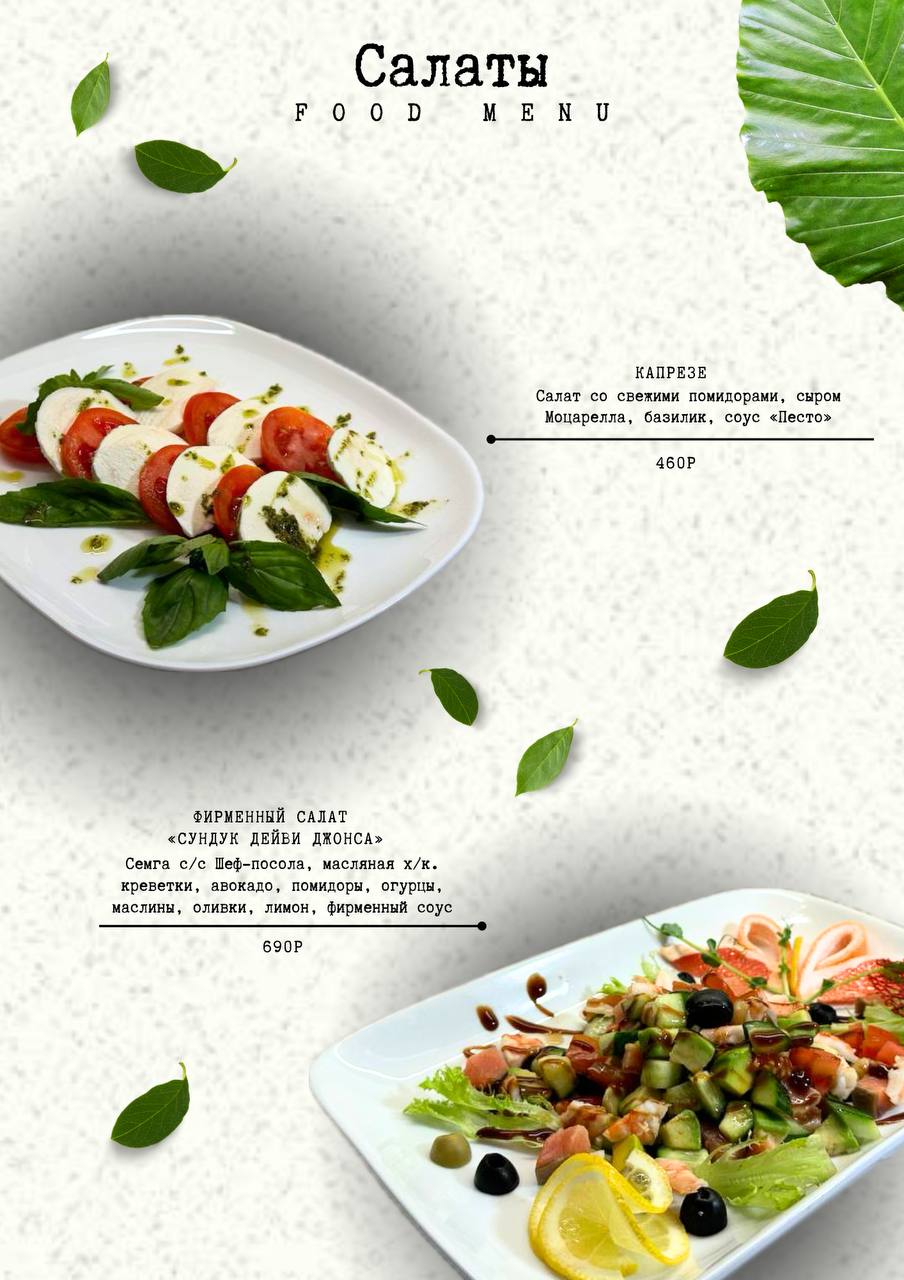 Салаты
FOOD MENU
КАПРЕЗЕ
Салат со свежими помидорами, сыром
Моцарелла, базилик, соус «Песто»
460Р
ФИРМЕННЫЙ САЛАТ
«СУНДУК ДЕЙВИ ДЖОНСА»
Семга с/с Шеф-посола, масляная х/к.
креветки, авокадо, помидоры, огурцы,
маслины, оливки, лимон, фирменный соус
690Р